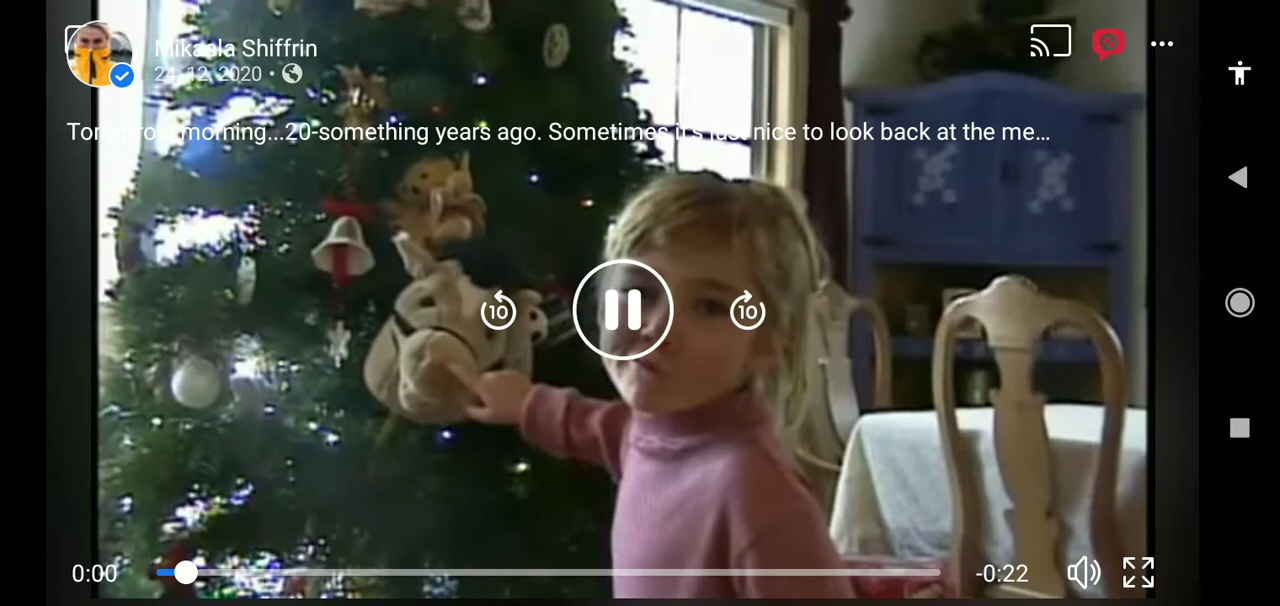 Mikaela Shiffrin
24. 12. 2020 •
Tomorrow morning...20-something years ago. Sometimes it's just nice to look back at the me...
10
10
0:00
-0:22